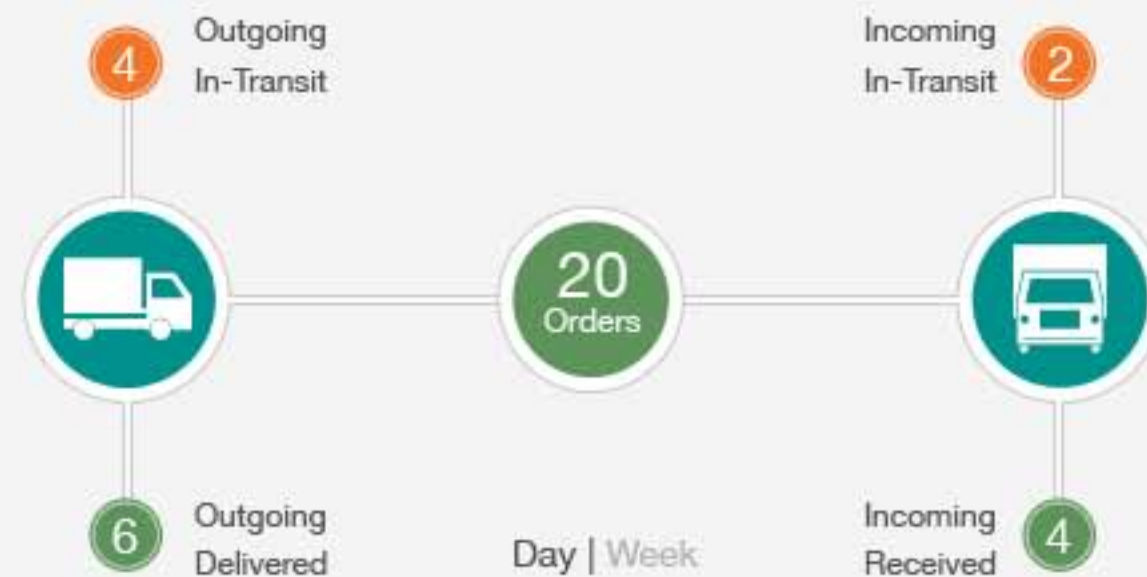 4
Outgoing
In-Transit
Incoming
In-Transit
2
20
Orders
6
Outgoing
Delivered
Day | Week
Incoming
Received
4